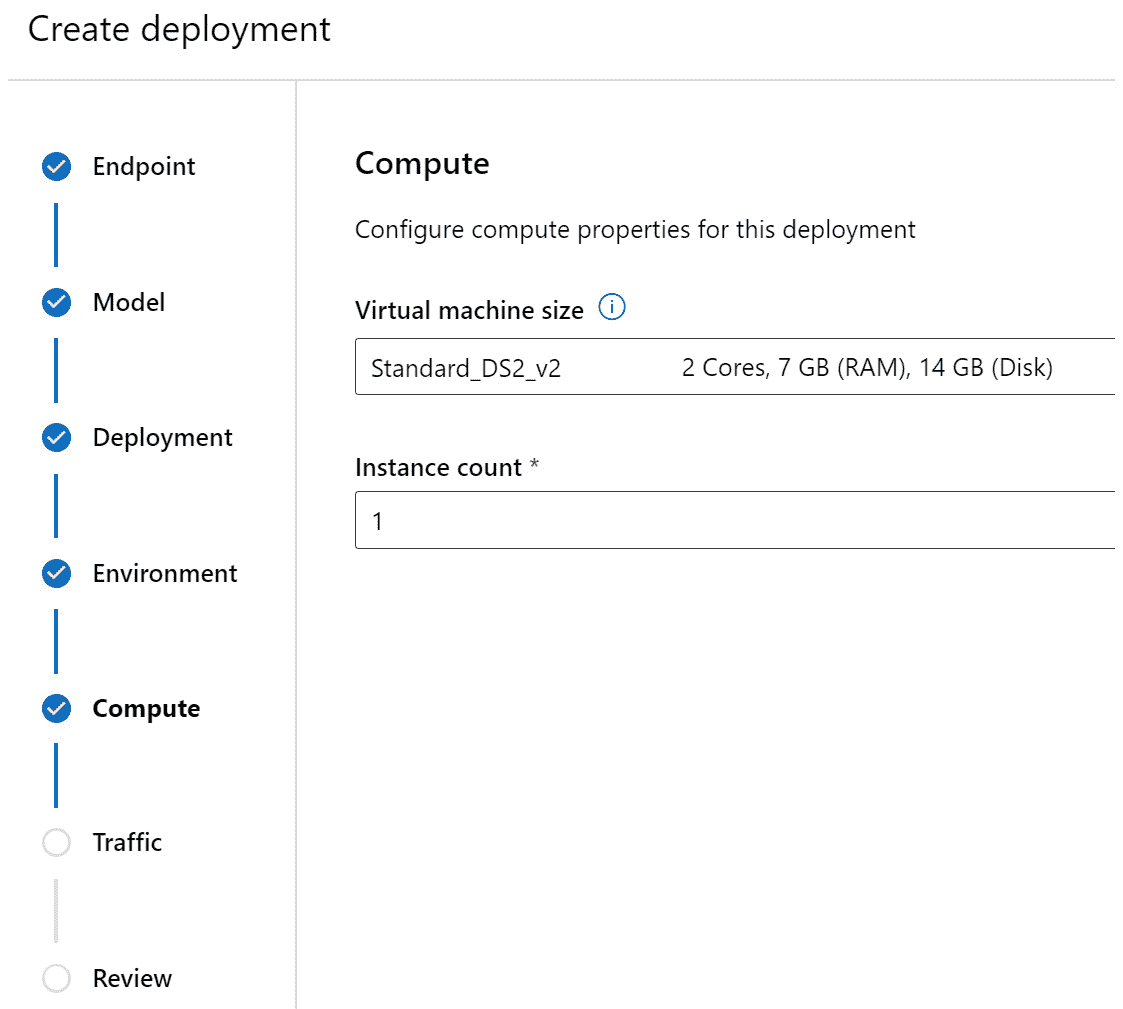 Create deployment
Endpoint
Model
Deployment
Environment
Compute
Traffic
Review
Compute
Configure compute properties for this deployment
Virtual machine size
Standard_DS2_v2 2 Cores, 7 GB (RAM), 14 GB (Disk)
Instance count *
1